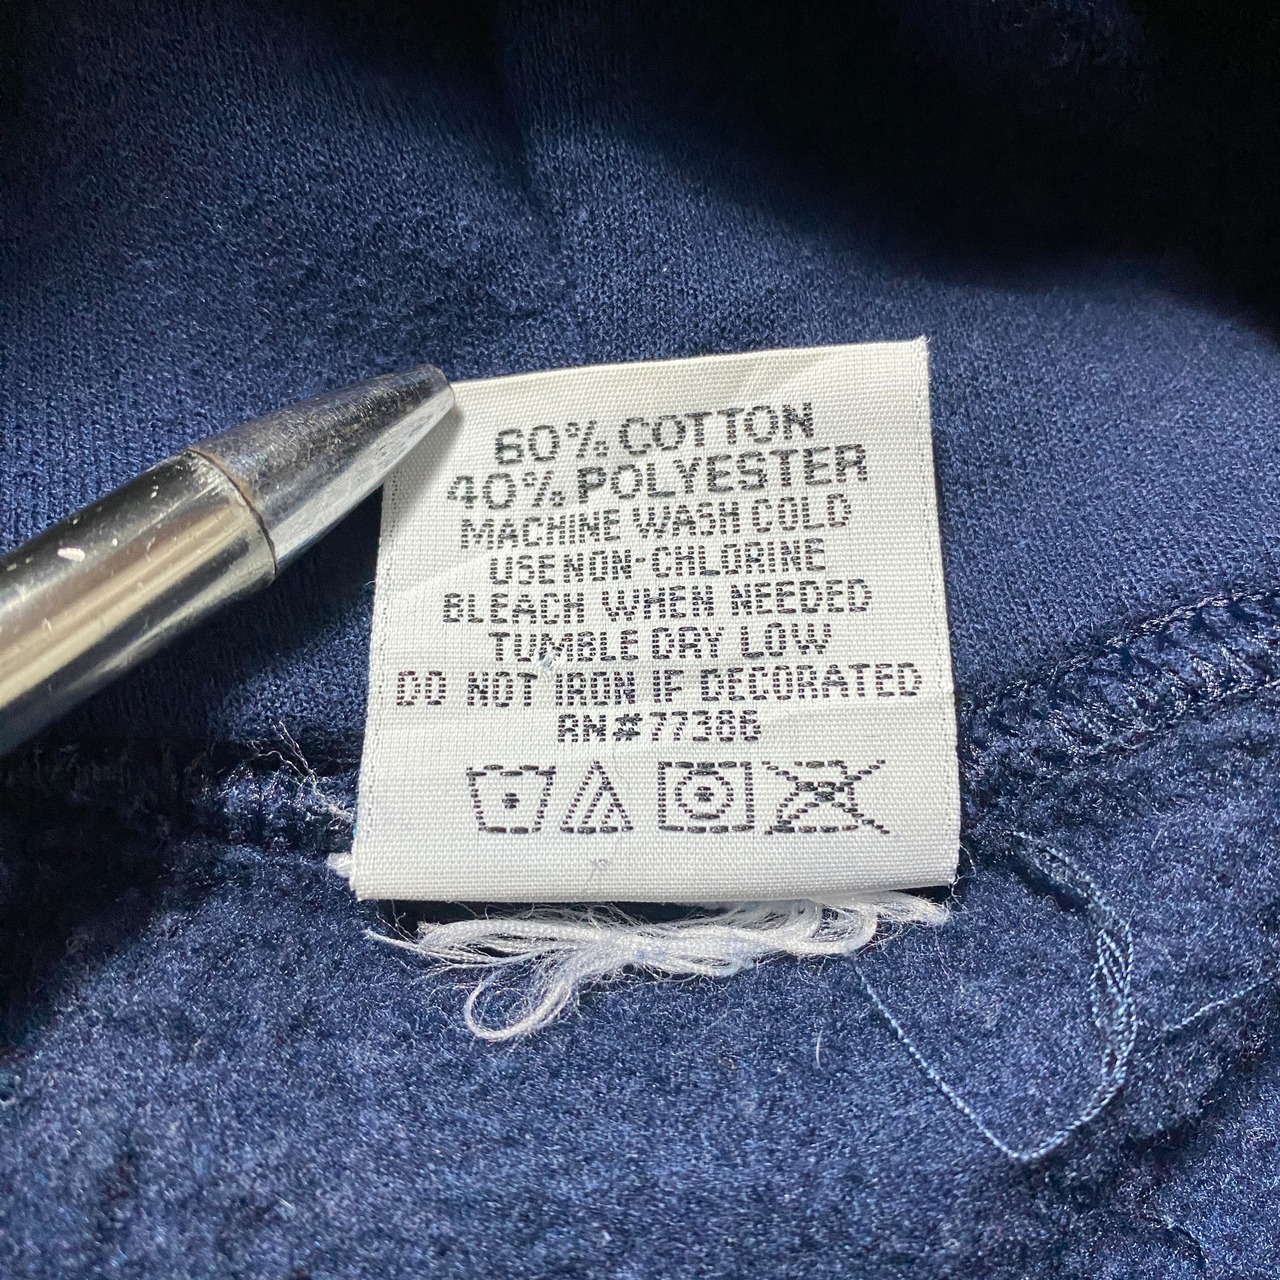 60% COTTON
40% POLYESTER
MACHINE WASH COLD
USE NON-CHLORINE
BLEACH WHEN NEEDED
TUMBLE DRY LOW
DO NOT IRON IF DECORATED
RN#77386